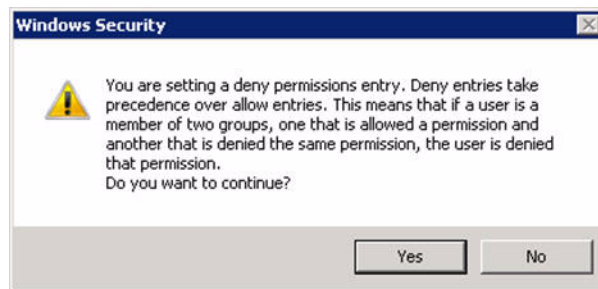 Windows Security
You are setting a deny permissions entry. Deny entries take
precedence over allow entries. This means that if a user is a
member of two groups, one that is allowed a permission and
another that is denied the same permission, the user is denied
that permission.
Do you want to continue?
Yes
No